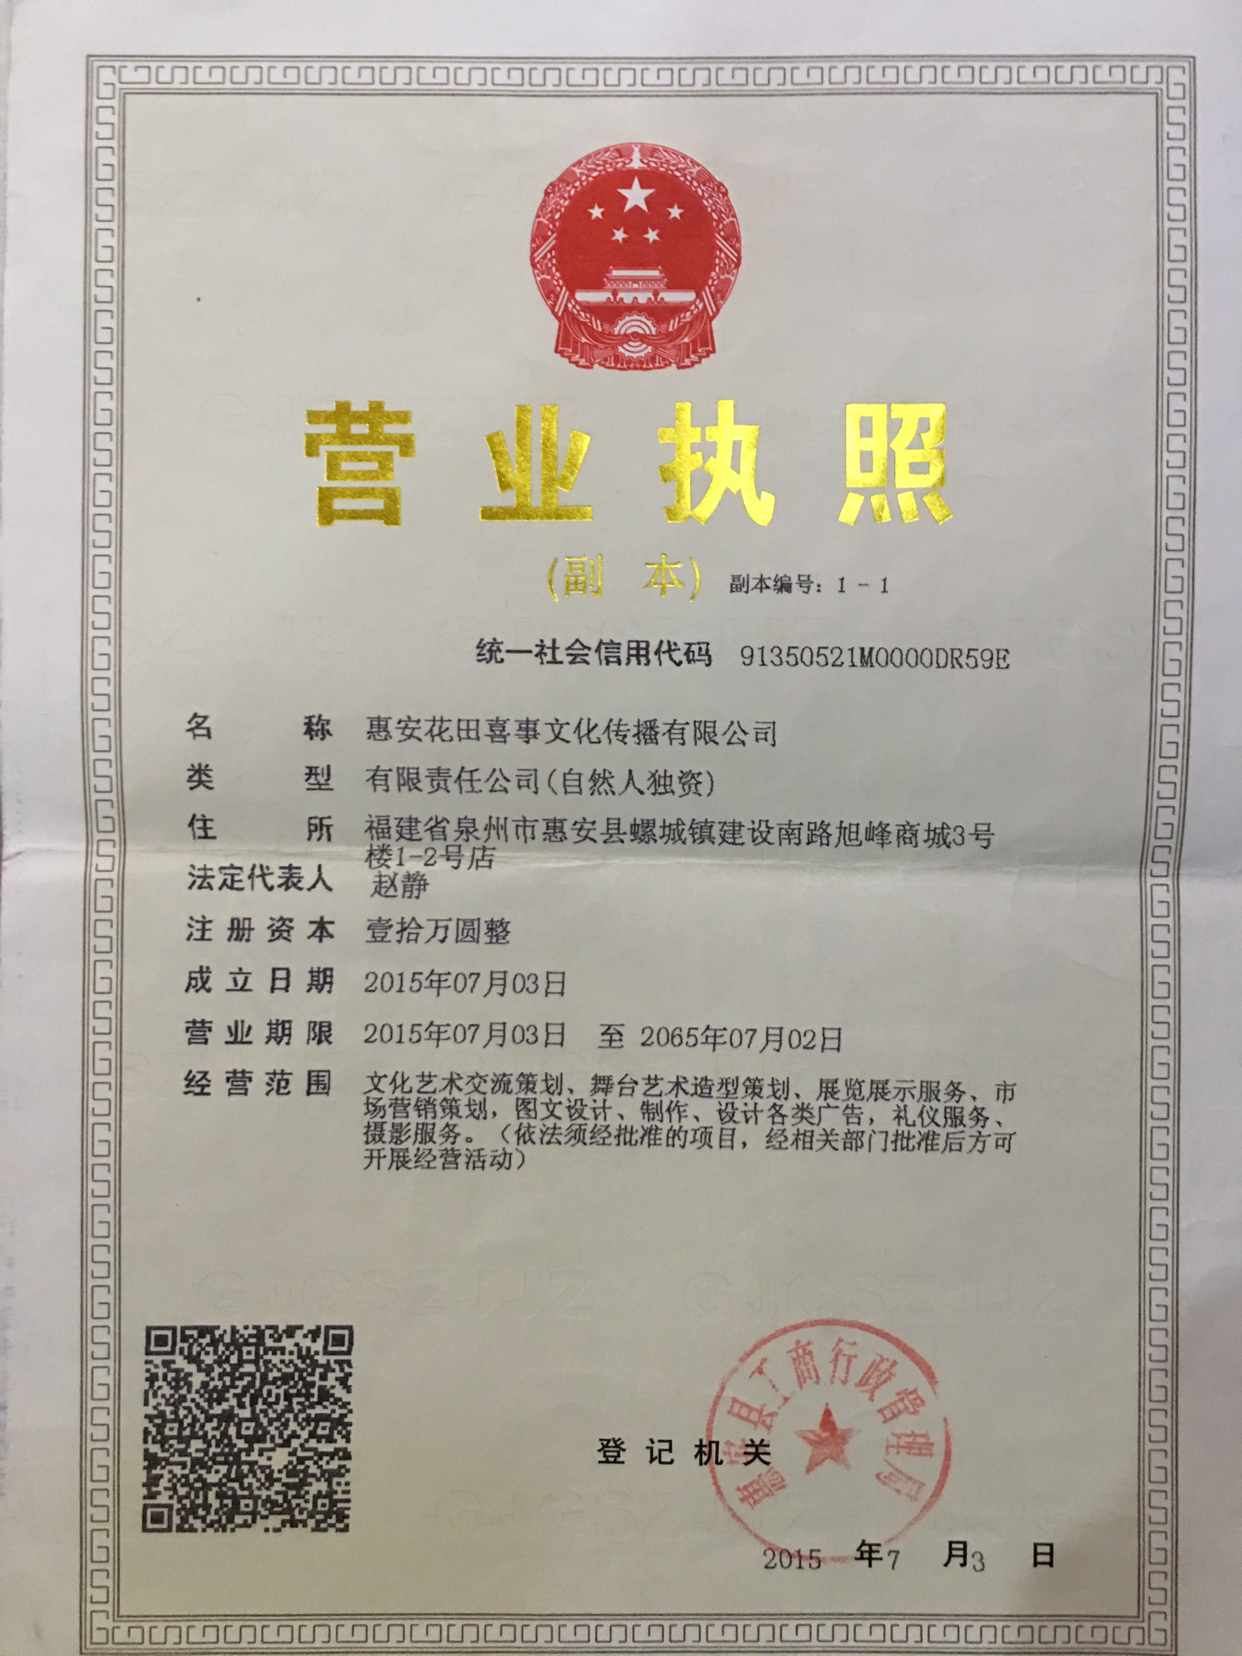 营业执照
(副 本) 副本编号：1-1
统一社会信用代码 91350521M0000DR59E
名称 惠安花田喜事文化传播有限公司
类型 有限责任公司(自然人独资)
住所 福建省泉州市惠安县螺城镇建设南路旭峰商城3号
楼1-2号店
法定代表人 赵静
注册资本 壹拾万圆整
成立日期 2015年07月03日
营业期限 2015年07月03日 至 2065年07月02日
经营范围 文化艺术交流策划、舞台艺术造型策划、展览展示服务、市
场营销策划，图文设计、制作、设计各类广告，礼仪服务、
摄影服务。（依法须经批准的项目，经相关部门批准后方可
开展经营活动）
惠安县工商行政管理局
登记机关
2015 年7 月3 日